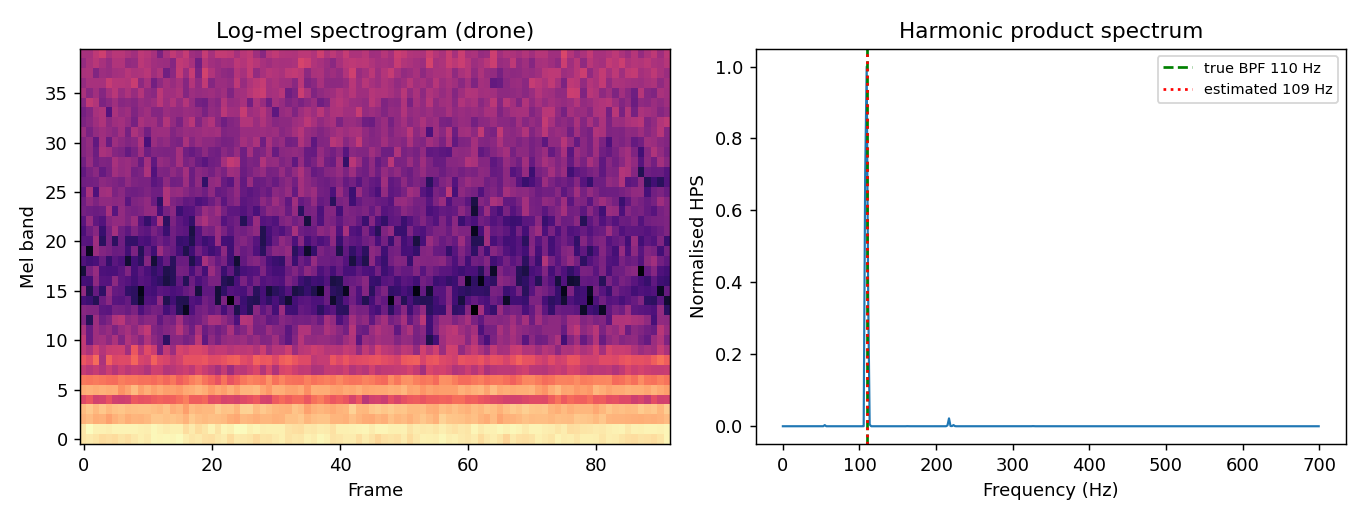 Log-mel spectrogram (drone)
Mel band
35
30
25
20
15
10
5
0
0 20 40 60 80
Frame
Harmonic product spectrum
Normalised HPS
1.0
0.8
0.6
0.4
0.2
0.0
true BPF 110 Hz
estimated 109 Hz
0 100 200 300 400 500 600 700
Frequency (Hz)